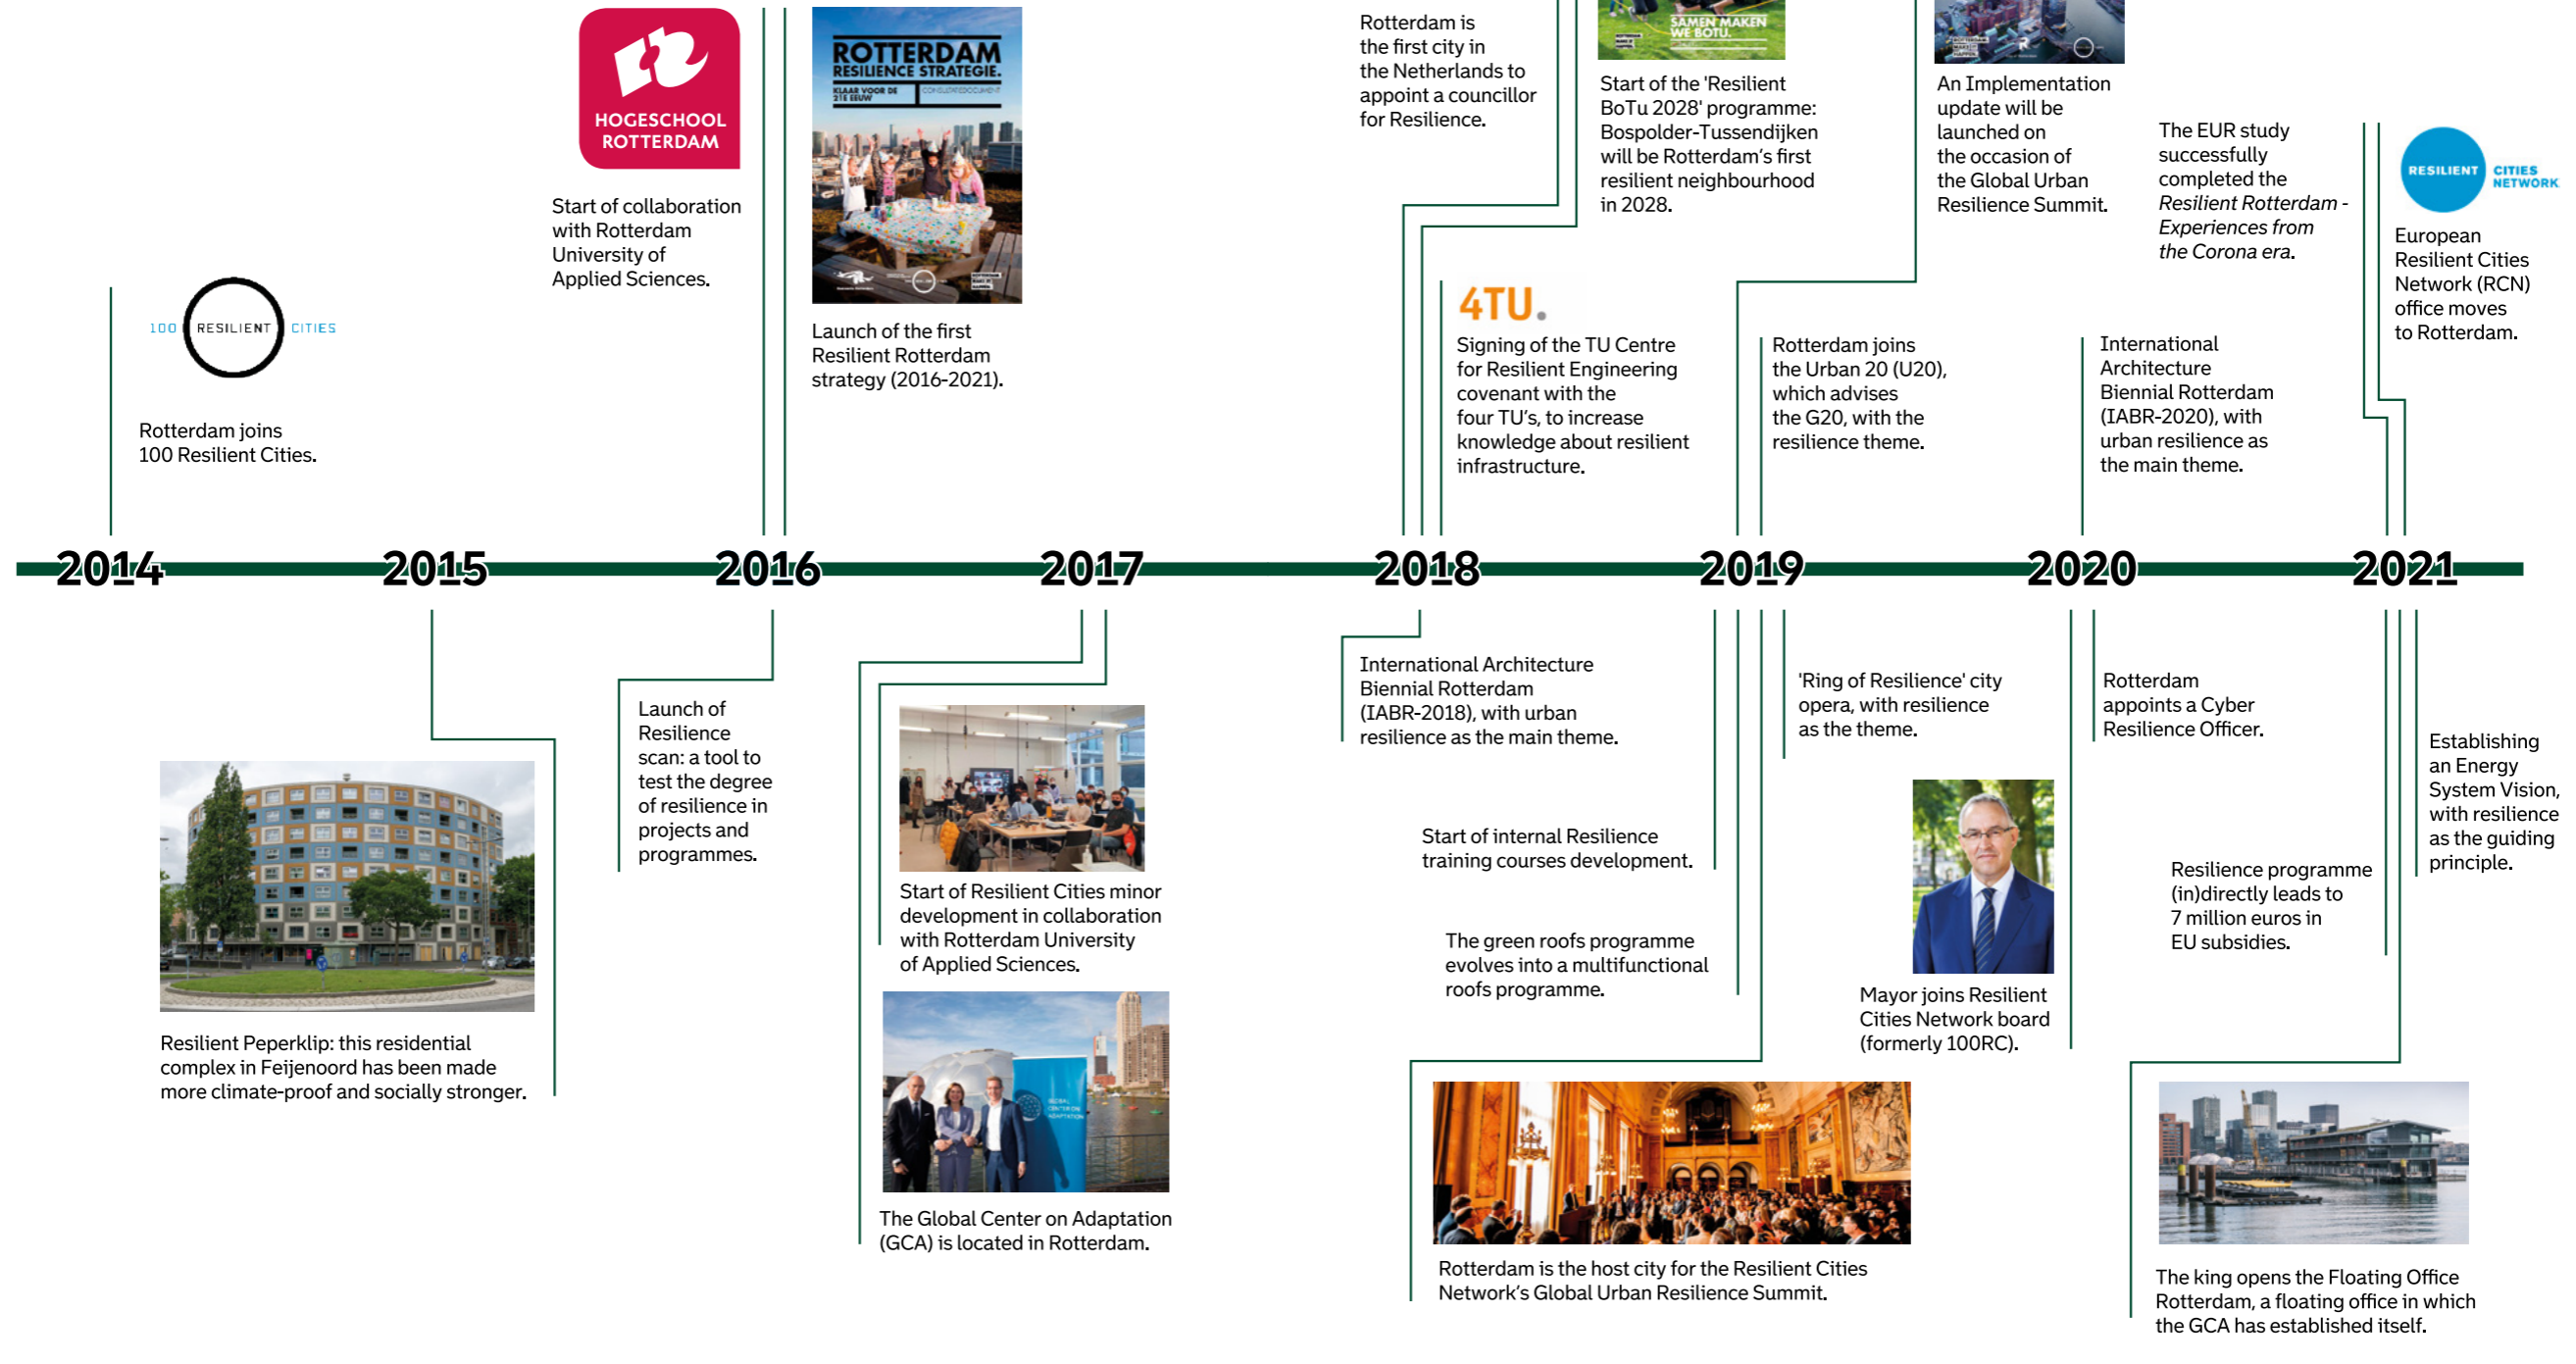 HOGESCHOOL
ROTTERDAM
Start of collaboration
with Rotterdam
University of
Applied Sciences.
ROTTERDAM
RESILIENCE STRATEGIE.
KLAAR VOOR DE
21E EEUW
CONSULTATIEDOCUMENT
Launch of the first
Resilient Rotterdam
strategy (2016-2021).
100 RESILIENT CITIES
Rotterdam joins
100 Resilient Cities.
Rotterdam is
the first city in
the Netherlands to
appoint a councillor
for Resilience.
SAMEN MAKEN
WE BOTU.
Start of the 'Resilient
BoTu 2028' programme:
Bospolder-Tussendijken
will be Rotterdam's first
resilient neighbourhood
in 2028.
4TU.
Signing of the TU Centre
for Resilient Engineering
covenant with the
four TU's, to increase
knowledge about resilient
infrastructure.
An Implementation
update will be
launched on
the occasion of
the Global Urban
Resilience Summit.
Rotterdam joins
the Urban 20 (U20),
which advises
the G20, with the
resilience theme.
The EUR study
successfully
completed the
Resilient Rotterdam -
Experiences from
the Corona era.
International
Architecture
Biennial Rotterdam
(IABR-2020), with
urban resilience as
the main theme.
RESILIENT CITIES
NETWORK
European
Resilient Cities
Network (RCN)
office moves
to Rotterdam.
2014 2015 2016 2017 2018 2019 2020 2021
Resilient Peperklip: this residential
complex in Feijenoord has been made
more climate-proof and socially stronger.
Launch of
Resilience
scan: a tool to
test the degree
of resilience in
projects and
programmes.
Start of Resilient Cities minor
development in collaboration
with Rotterdam University
of Applied Sciences.
GLOBAL
CENTER ON
ADAPTATION
The Global Center on Adaptation
(GCA) is located in Rotterdam.
International Architecture
Biennial Rotterdam
(IABR-2018), with urban
resilience as the main theme.
Start of internal Resilience
training courses development.
The green roofs programme
evolves into a multifunctional
roofs programme.
Rotterdam is the host city for the Resilient Cities
Network's Global Urban Resilience Summit.
'Ring of Resilience' city
opera, with resilience
as the theme.
Mayor joins Resilient
Cities Network board
(formerly 100RC).
Rotterdam
appoints a Cyber
Resilience Officer.
Resilience programme
(in)directly leads to
7 million euros in
EU subsidies.
The king opens the Floating Office
Rotterdam, a floating office in which
the GCA has established itself.
Establishing
an Energy
System Vision,
with resilience
as the guiding
principle.